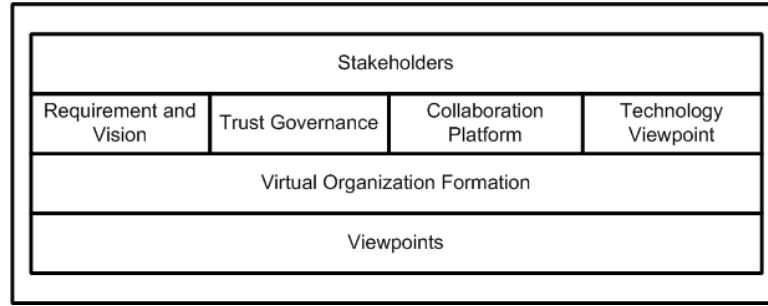 Stakeholders
Requirement and
Vision
Trust Governance
Collaboration
Platform
Technology
Viewpoint
Virtual Organization Formation
Viewpoints